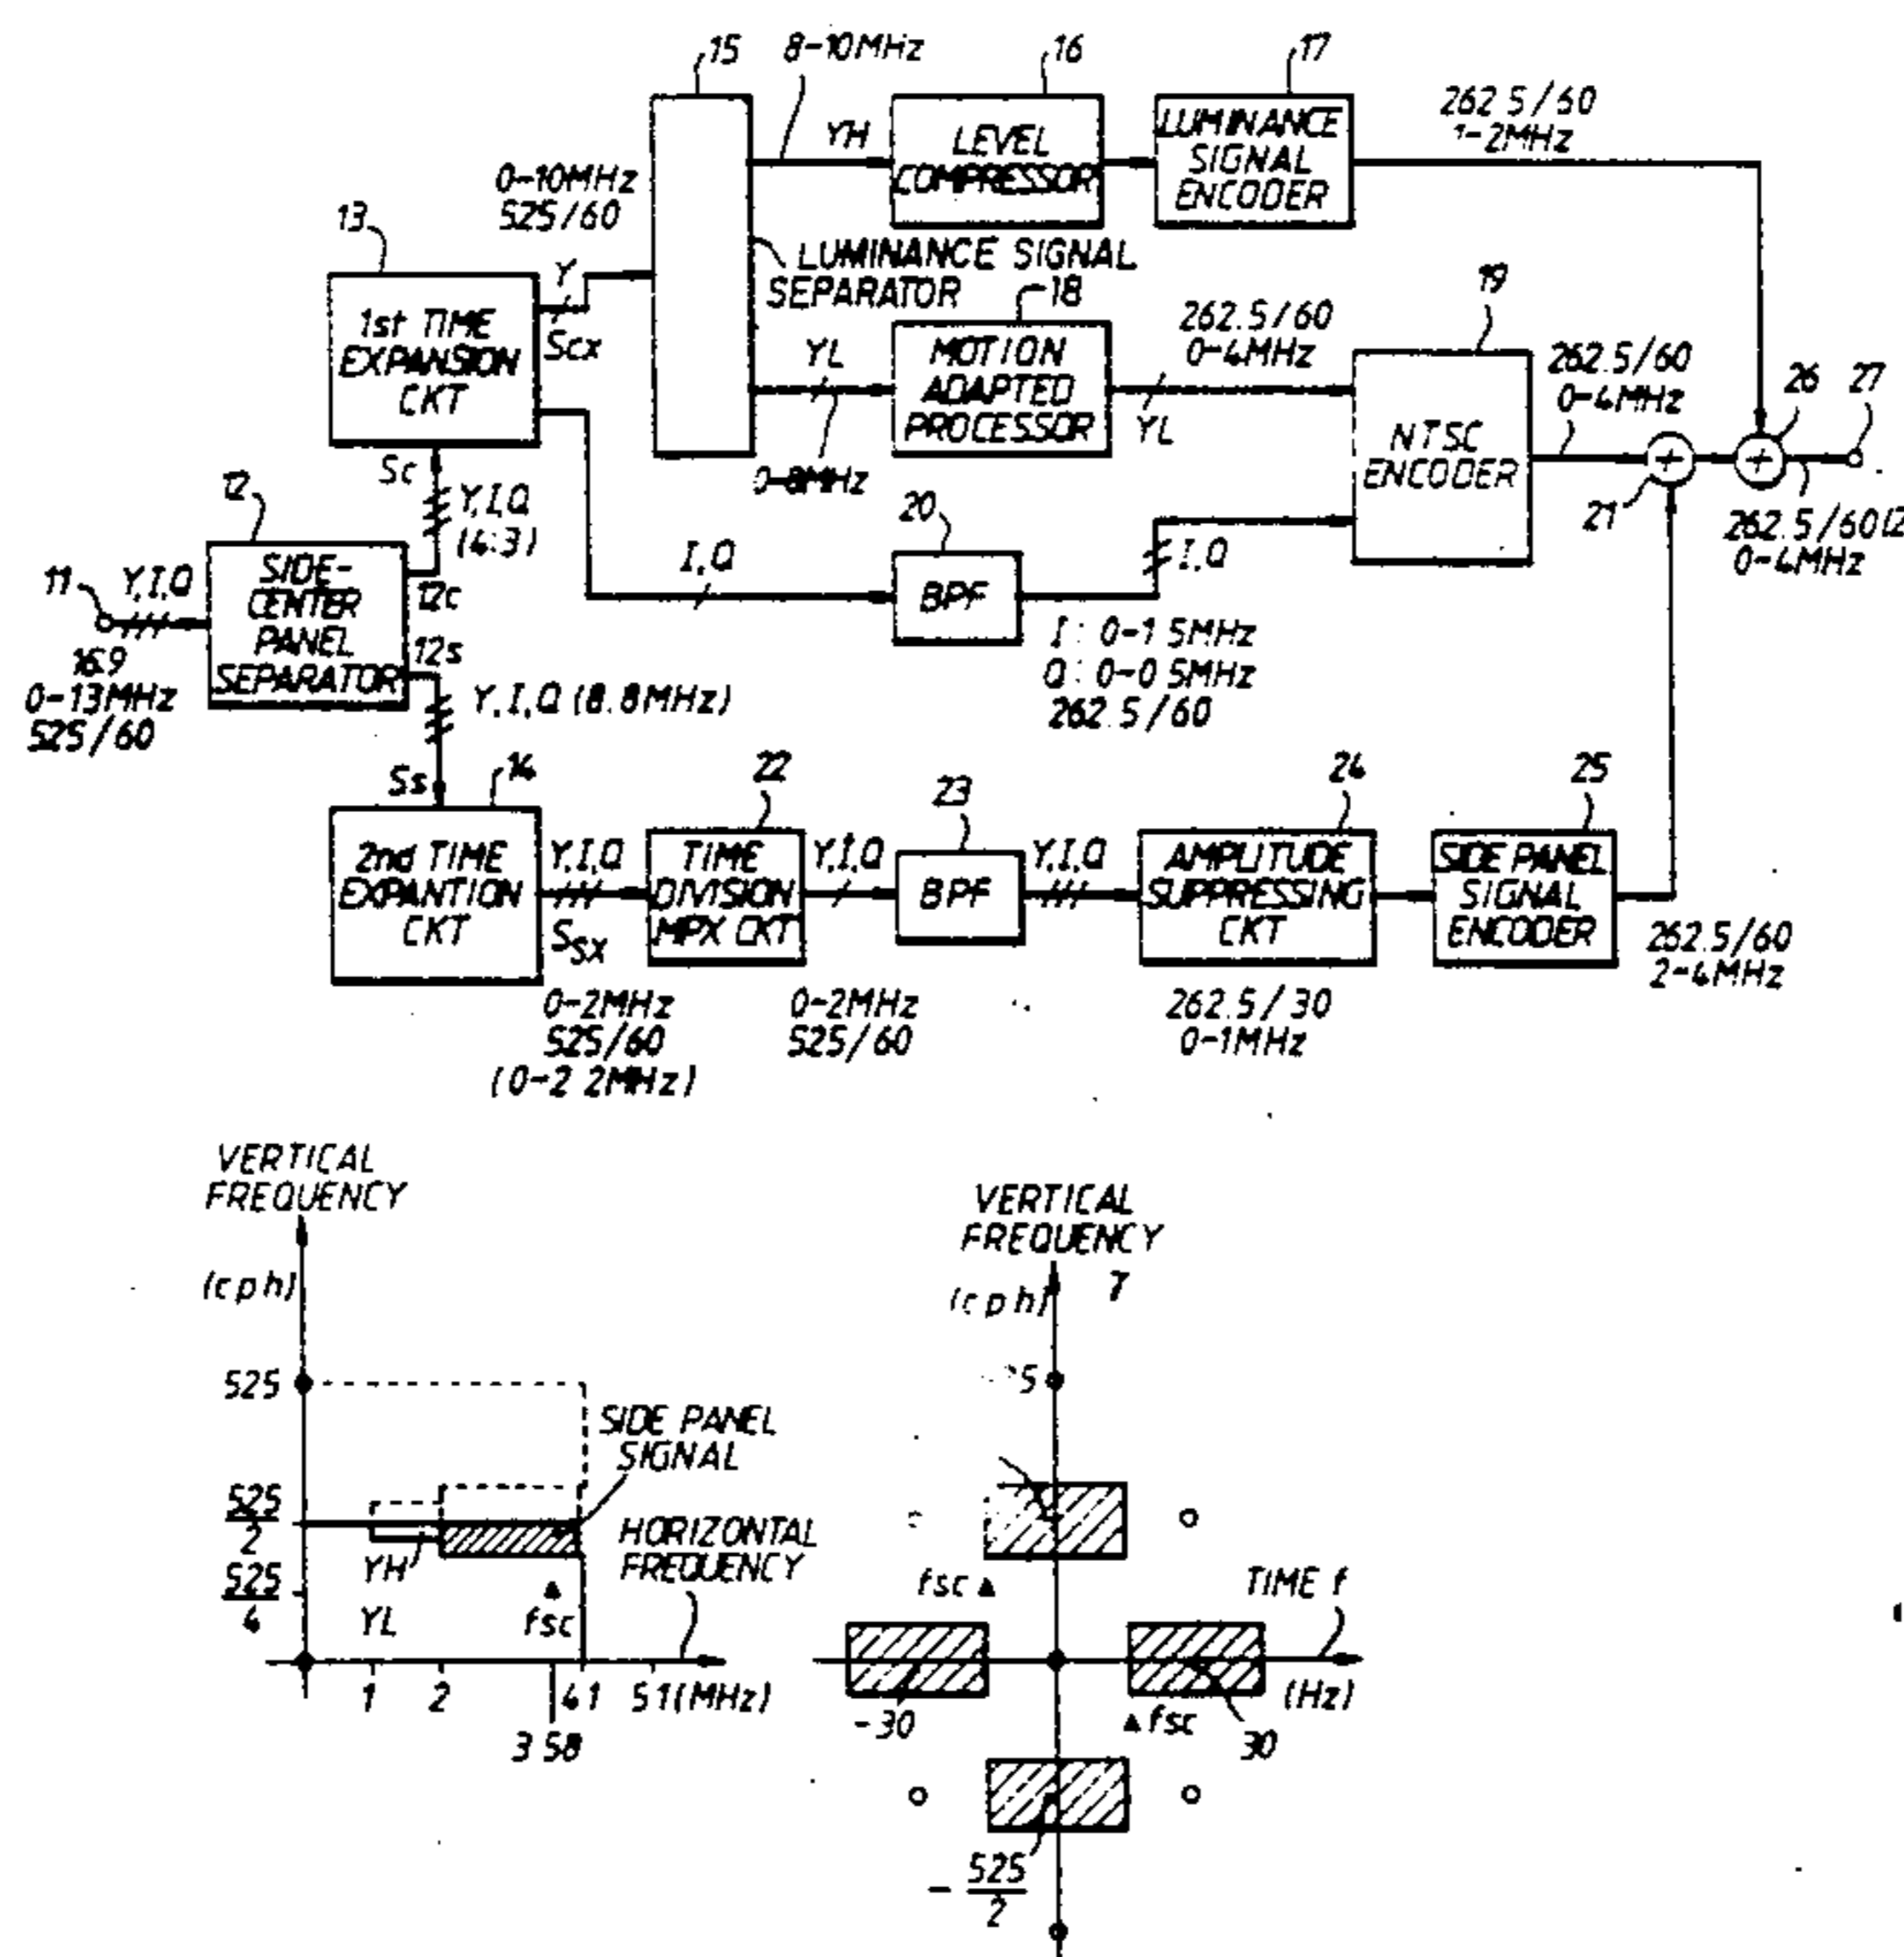 15
8-10MHz
16
17
262.5/60
1-2MHz
YH
LEVEL
COMPRESSOR
LUMINANCE
SIGNAL
ENCODER
0-10MHz
525/60
13
Y
Scx
1st TIME
EXPANSION
CKT
LUMINANCE SIGNAL
SEPARATOR
18
YL
MOTION
ADAPTED
PROCESSOR
262.5/60
0-4MHz
YL
0-8MHz
19
NTSC
ENCODER
262.5/60
0-4MHz
26
27
21
262.5/60
0-4MHz
Sc
Y,I,Q
(4:3)
12
SIDE-
CENTER
PANEL
SEPARATOR
12c
12s
11
Y,I,Q
16:9
0-13MHz
525/60
I,Q
20
BPF
I,Q
I : 0-1.5MHz
Q : 0-0.5MHz
262.5/60
Y,I,Q (8.8MHz)
Ss
14
2nd TIME
EXPANTION
CKT
Y,I,Q
SSX
0-2MHz
525/60
(0-2.2MHz)
22
TIME
DIVISION
MPX CKT
Y,I,Q
0-2MHz
525/60
23
BPF
Y,I,Q
24
AMPLITUDE
SUPPRESSING
CKT
262.5/30
0-1MHz
25
SIDE PANEL
SIGNAL
ENCODER
262.5/60
2-4MHz
VERTICAL
FREQUENCY
(cph)
525
SIDE PANEL
SIGNAL
525
2
525
4
YH
YL
fsc
HORIZONTAL
FREQUENCY
1 2 4.1 5.1(MHz)
3.58
VERTICAL
FREQUENCY
(cph)
fsc
TIME f
(Hz)
-30
fsc
30
- 525
2